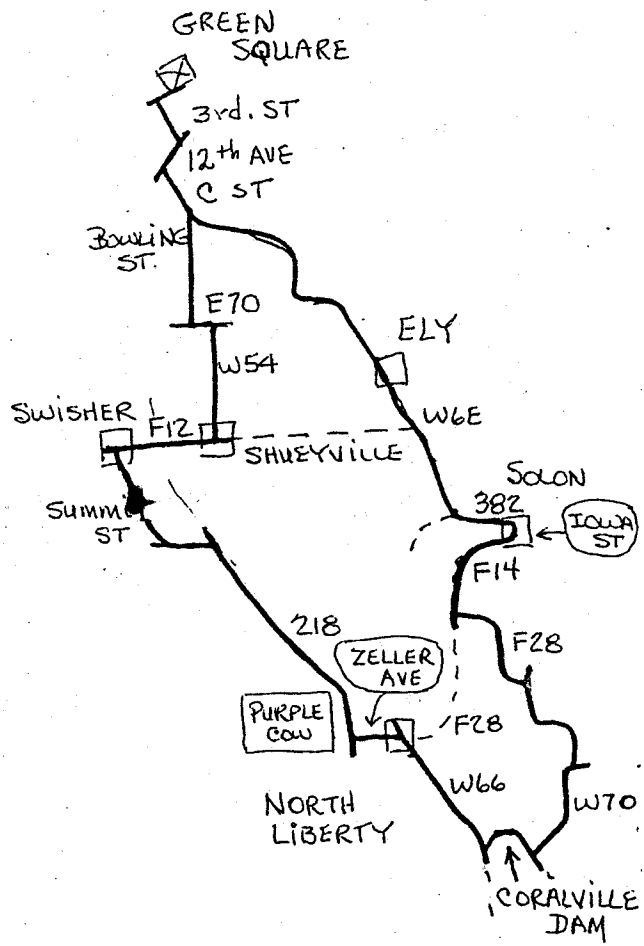 GREEN
SQUARE
3rd. ST
12th AVE
C ST
BOWLING
ST.
E70
ELY
W54
SWISHER
F12
W6E
SHUEYVILLE
SOLON
382
IOWA
ST
SUMMI
ST
F14
218
F28
ZELLER
AVE
PURPLE
COW
F28
W66
W70
NORTH
LIBERTY
CORALVILLE
DAM